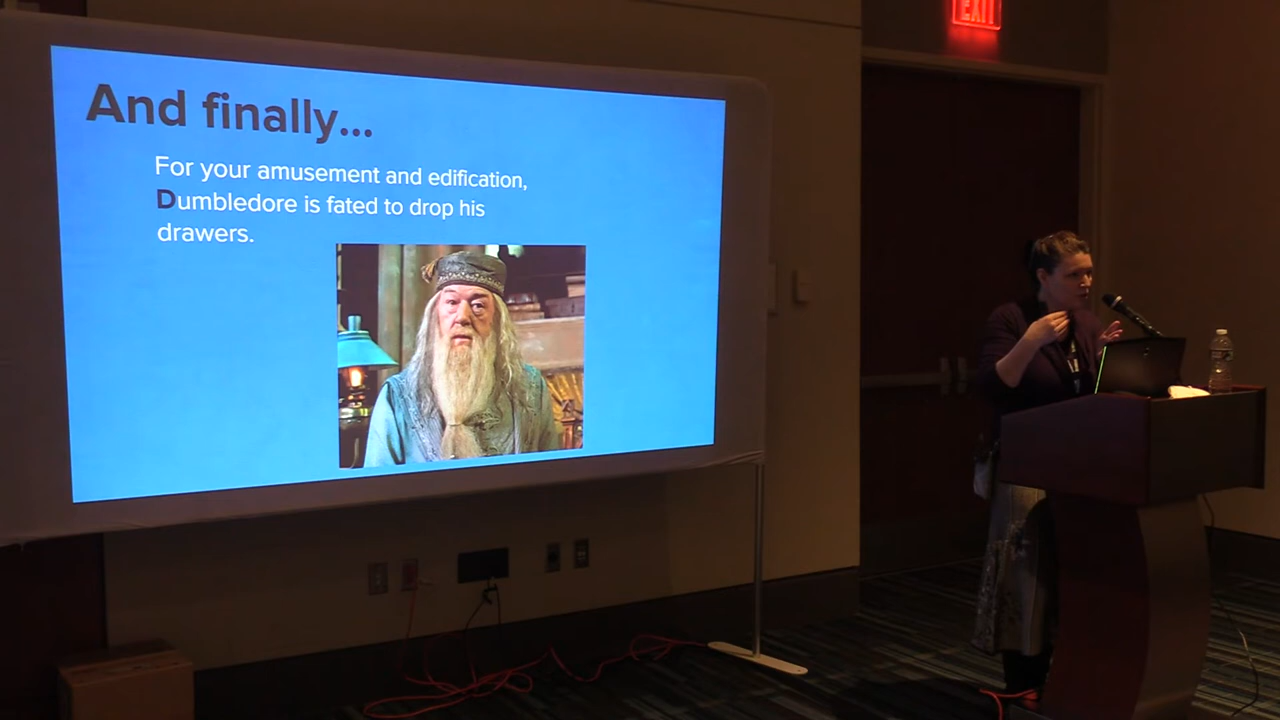 EXIT
And finally...
For your amusement and edification,
Dumbledore is fated to drop his
drawers.